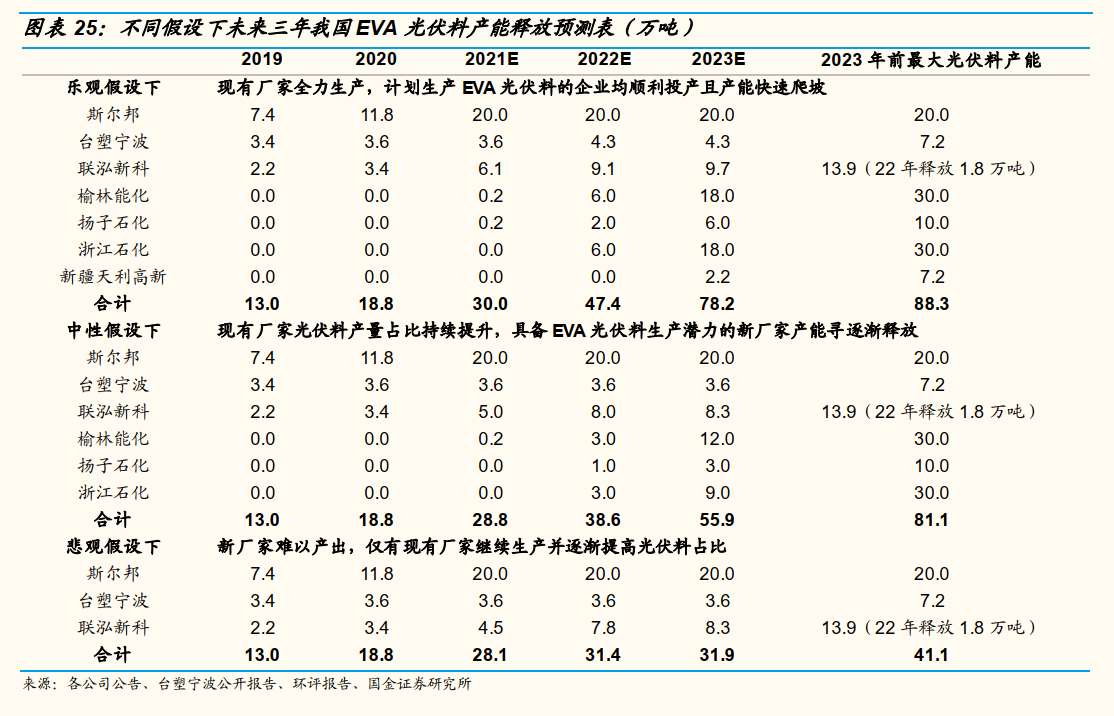 图表 25：不同假设下未来三年我国 EVA 光伏料产能释放预测表（万吨）
2019 2020 2021E 2022E 2023E 2023 年前最大光伏料产能
乐观假设下 现有厂家全力生产，计划生产 EVA 光伏料的企业均顺利投产且产能快速爬坡
斯尔邦 7.4 11.8 20.0 20.0 20.0 20.0
台塑宁波 3.4 3.6 3.6 4.3 4.3 7.2
联泓新科 2.2 3.4 6.1 9.1 9.7 13.9（22 年释放 1.8 万吨）
榆林能化 0.0 0.0 0.2 6.0 18.0 30.0
扬子石化 0.0 0.0 0.2 2.0 6.0 10.0
浙江石化 0.0 0.0 0.0 6.0 18.0 30.0
新疆天利高新 0.0 0.0 0.0 0.0 2.2 7.2
合计 13.0 18.8 30.0 47.4 78.2 88.3
中性假设下 现有厂家光伏料产量占比持续提升，具备 EVA 光伏料生产潜力的新厂家产能寻逐渐释放
斯尔邦 7.4 11.8 20.0 20.0 20.0 20.0
台塑宁波 3.4 3.6 3.6 3.6 3.6 7.2
联泓新科 2.2 3.4 5.0 8.0 8.3 13.9（22 年释放 1.8 万吨）
榆林能化 0.0 0.0 0.2 3.0 12.0 30.0
扬子石化 0.0 0.0 0.0 1.0 3.0 10.0
浙江石化 0.0 0.0 0.0 3.0 9.0 30.0
合计 13.0 18.8 28.8 38.6 55.9 81.1
悲观假设下 新厂家难以产出，仅有现有厂家继续生产并逐渐提高光伏料占比
斯尔邦 7.4 11.8 20.0 20.0 20.0 20.0
台塑宁波 3.4 3.6 3.6 3.6 3.6 7.2
联泓新科 2.2 3.4 4.5 7.8 8.3 13.9（22 年释放 1.8 万吨）
合计 13.0 18.8 28.1 31.4 31.9 41.1
来源：各公司公告、台塑宁波公开报告、环评报告、国金证券研究所